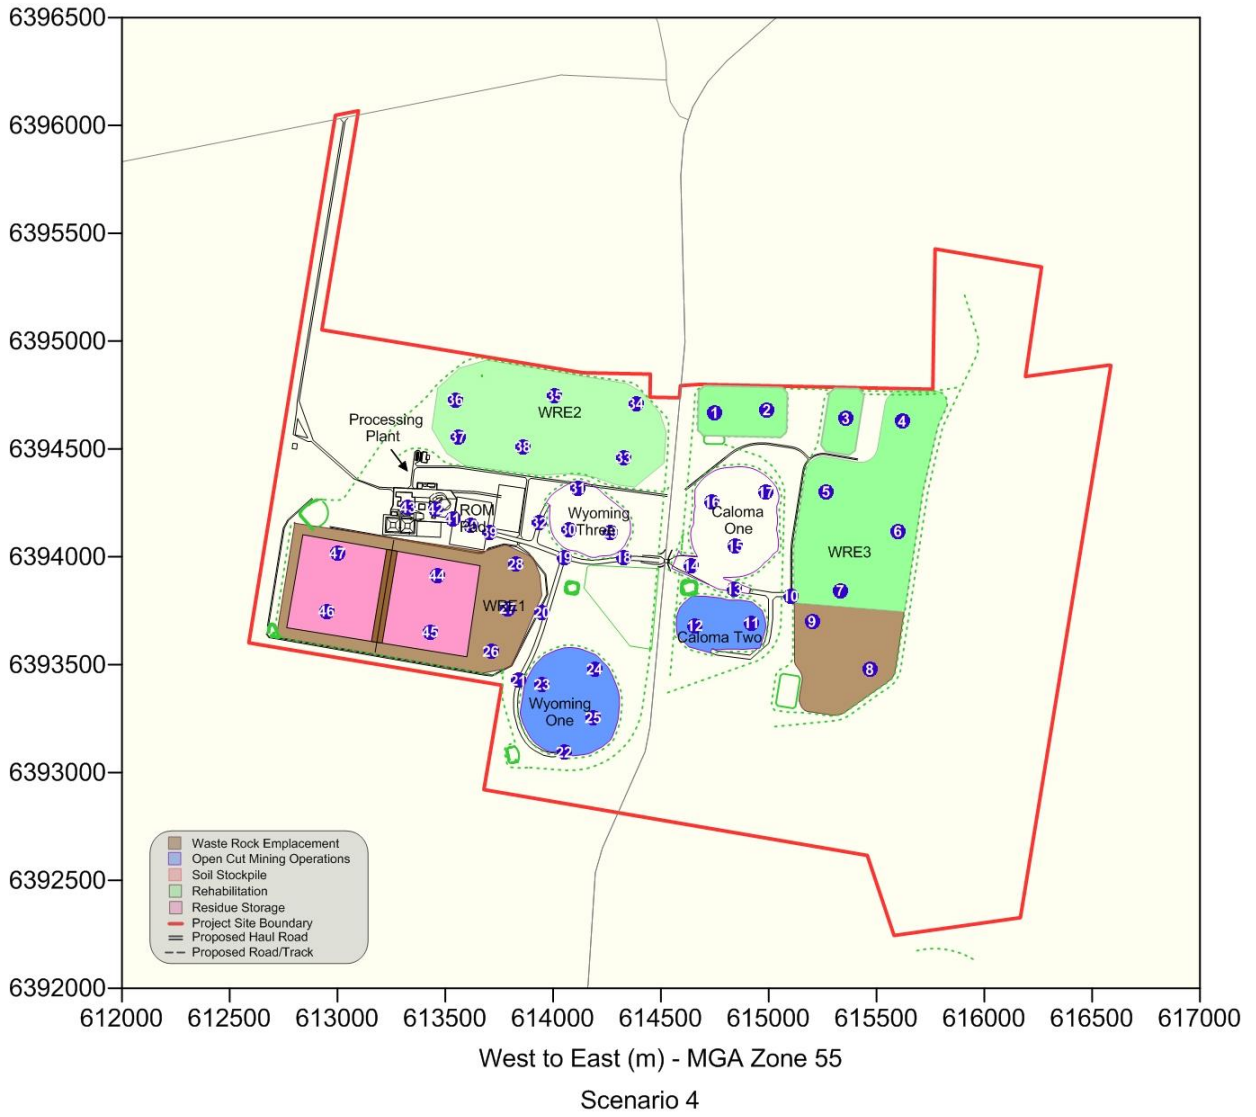 6396500
6396000
6395500
6395000
6394500
6394000
6393500
6393000
6392500
6392000
36
35
34
WRE2
37
38
33
1
2
3
4
Processing
Plant
31
43
42
41
ROM
Pad
39
32
30
Wyoming
Three
19
18
16
17
Caloma
One
15
14
13
5
6
WRE3
7
10
9
8
47
44
28
46
45
WRE1
27
20
26
12
11
Caloma Two
21
23
24
Wyoming
One
25
22
Waste Rock Emplacement
Open Cut Mining Operations
Soil Stockpile
Rehabilitation
Residue Storage
Project Site Boundary
Proposed Haul Road
Proposed Road/Track
612000 612500 613000 613500 614000 614500 615000 615500 616000 616500 617000
West to East (m) - MGA Zone 55
Scenario 4